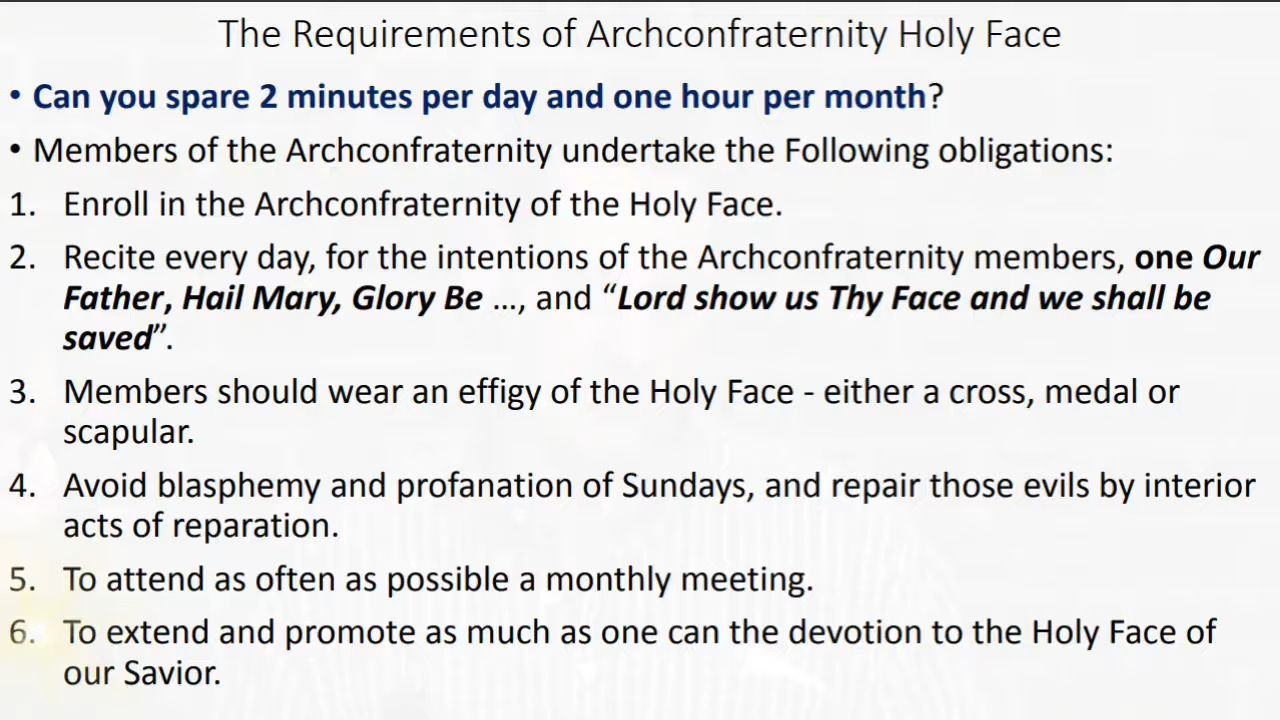 The Requirements of Archconfraternity Holy Face
• Can you spare 2 minutes per day and one hour per month?
• Members of the Archconfraternity undertake the Following obligations:
1. Enroll in the Archconfraternity of the Holy Face.
2. Recite every day, for the intentions of the Archconfraternity members, one Our
Father, Hail Mary, Glory Be ..., and “Lord show us Thy Face and we shall be
saved”.
3. Members should wear an effigy of the Holy Face - either a cross, medal or
scapular.
4. Avoid blasphemy and profanation of Sundays, and repair those evils by interior
acts of reparation.
5. To attend as often as possible a monthly meeting.
6. To extend and promote as much as one can the devotion to the Holy Face of
our Savior.